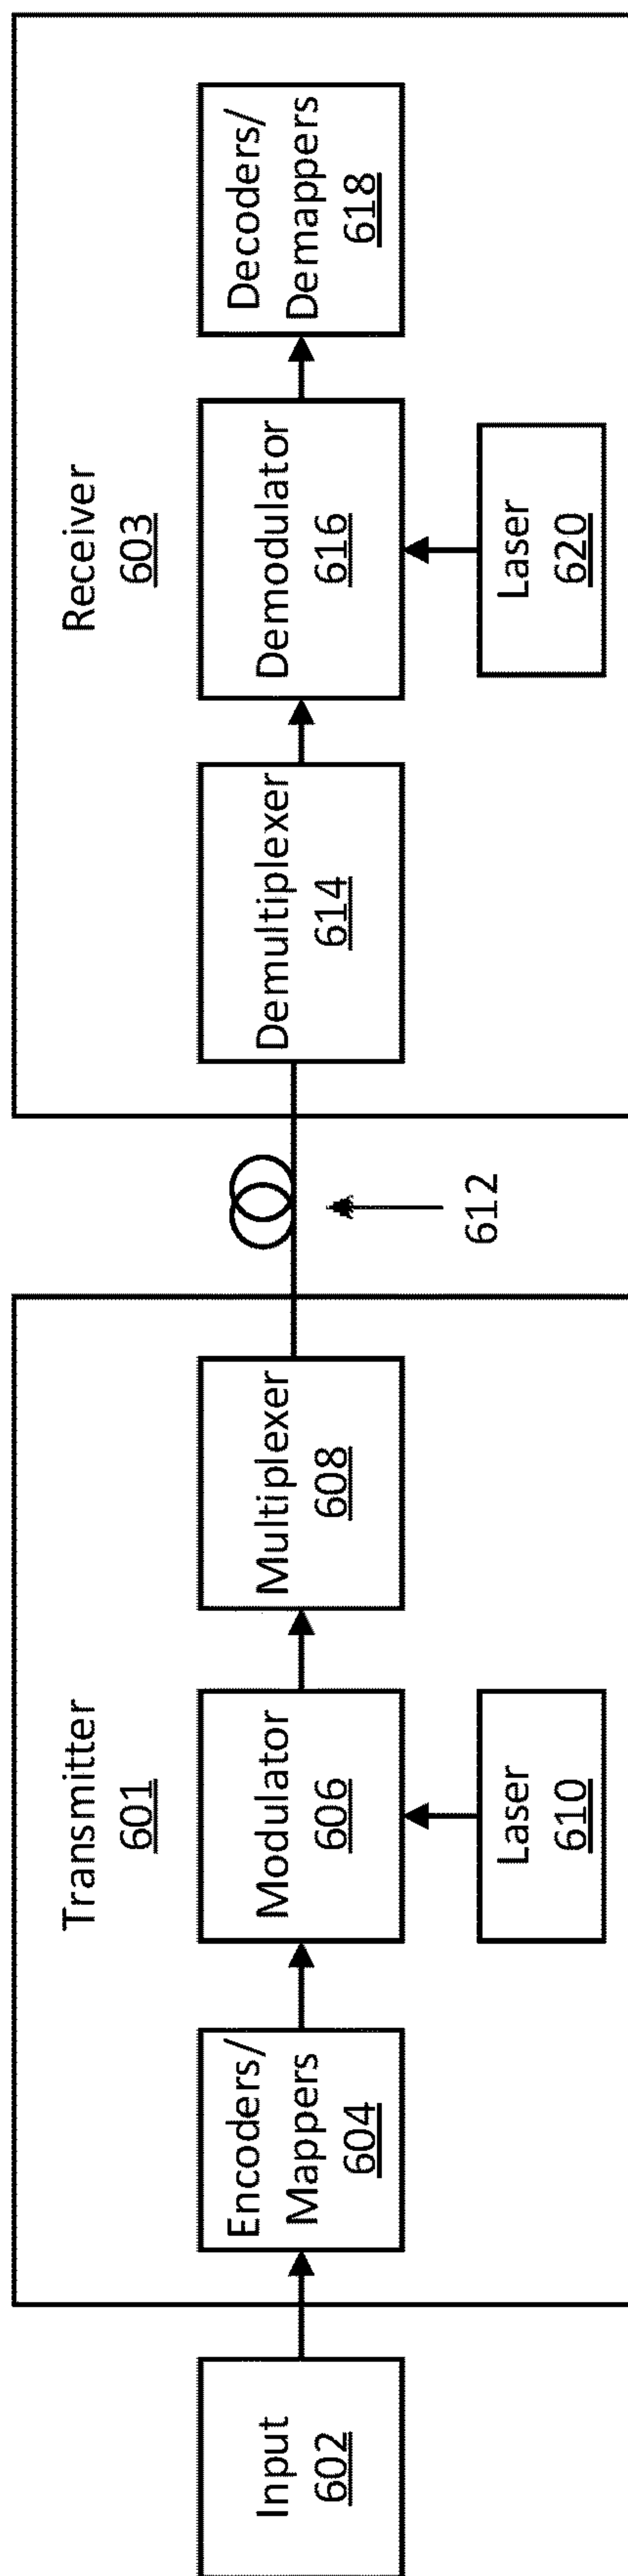 Input
602
Transmitter
601
Encoders/
Mappers
604
Modulator
606
Multiplexer
608
Laser
610
612
Receiver
603
Demultiplexer
614
Demodulator
616
Decoders/
Demappers
618
Laser
620